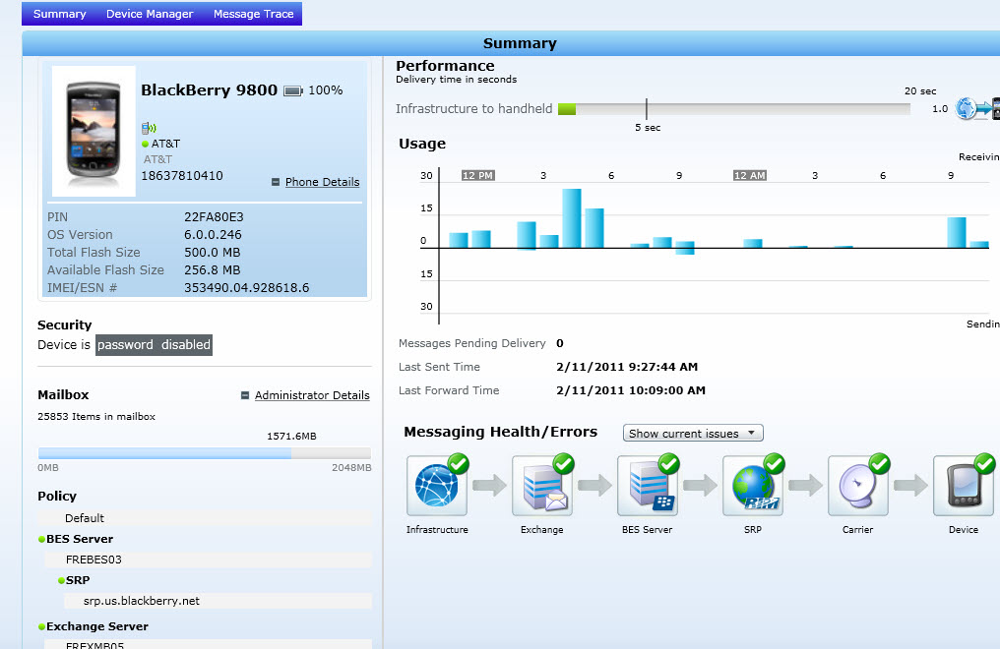 Summary Device Manager Message Trace
Summary
BlackBerry 9800 100%
AT&T
AT&T
18637810410
Phone Details
PIN 22FA80E3
OS Version 6.0.0.246
Total Flash Size 500.0 MB
Available Flash Size 256.8 MB
IMEI/ESN # 353490.04.928618.6
Security
Device is password disabled
Mailbox Administrator Details
25853 Items in mailbox
1571.6MB
0MB 2048MB
Policy
Default
BES Server
FREBES03
SRP
srp.us.blackberry.net
Exchange Server
FREXMB05
Performance
Delivery time in seconds
20 sec
Infrastructure to handheld 1.0
5 sec
Usage
Receivin
30 12 PM 3 6 9 12 AM 3 6 9
15
0
15
30
Sendin
Messages Pending Delivery 0
Last Sent Time 2/11/2011 9:27:44 AM
Last Forward Time 2/11/2011 10:09:00 AM
Messaging Health/Errors Show current issues
RIM
Infrastructure Exchange BES Server SRP Carrier Device